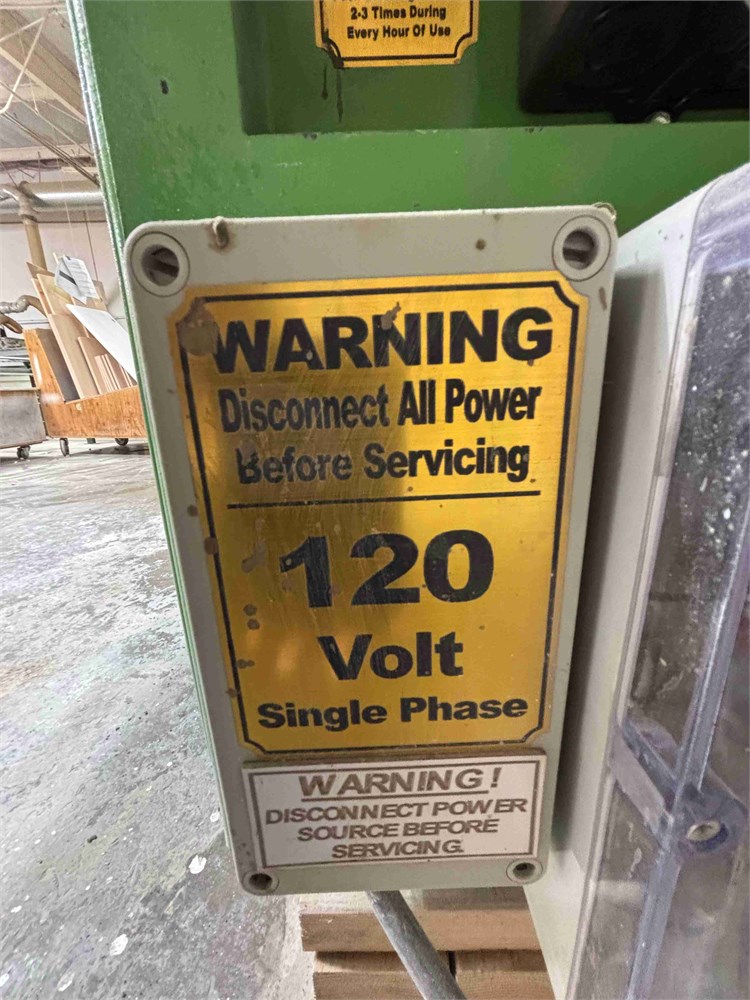 2-3 Times During
Every Hour Of Use
WARNING
Disconnect All Power
Before Servicing
120
Volt
Single Phase
WARNING!
DISCONNECT POWER
SOURCE BEFORE
SERVICING.